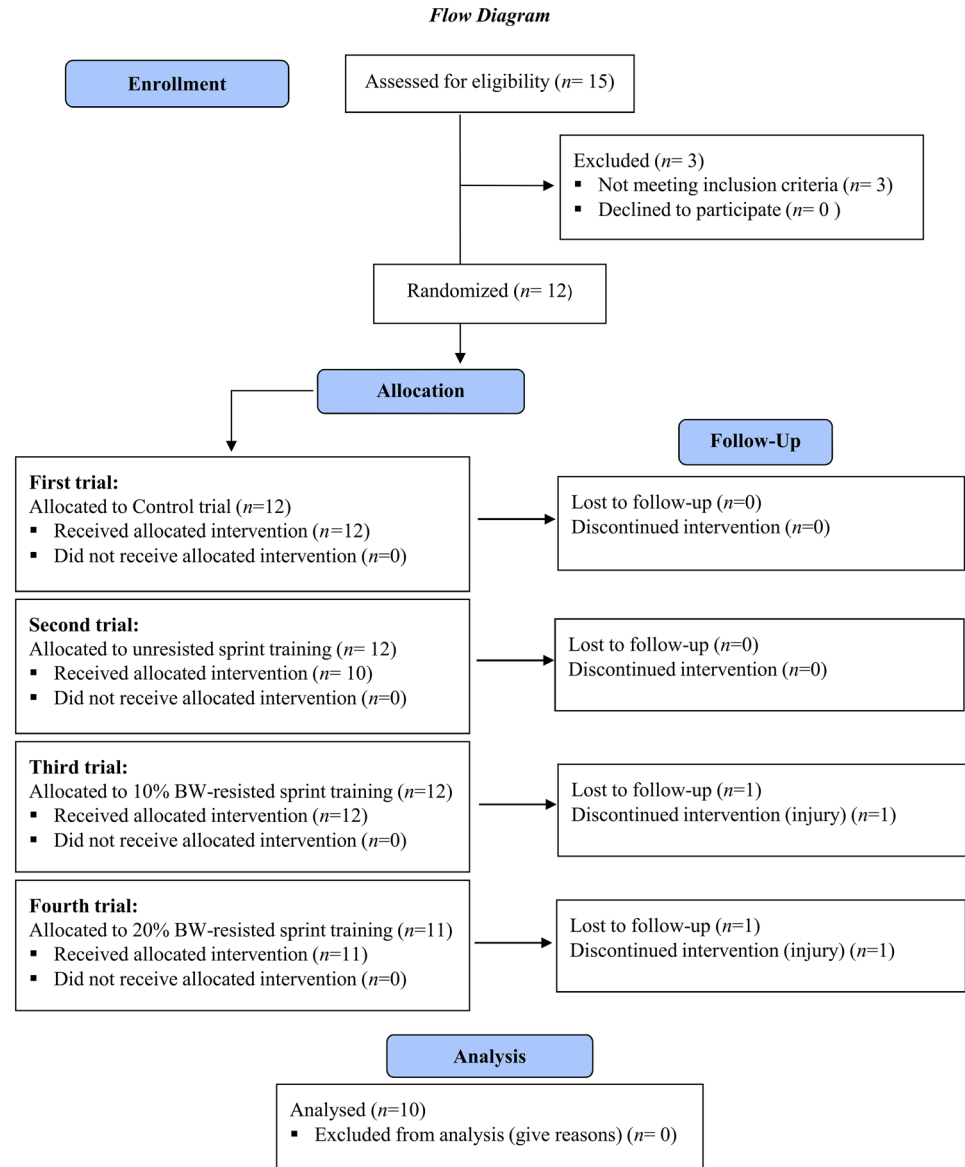 Flow Diagram
Enrollment
Assessed for eligibility (n= 15)
Excluded (n= 3)
▪ Not meeting inclusion criteria (n= 3)
▪ Declined to participate (n= 0 )
Randomized (n= 12)
Allocation
Follow-Up
First trial:
Allocated to Control trial (n=12)
▪ Received allocated intervention (n=12)
▪ Did not receive allocated intervention (n=0)
Lost to follow-up (n=0)
Discontinued intervention (n=0)
Second trial:
Allocated to unresisted sprint training (n= 12)
▪ Received allocated intervention (n= 10)
▪ Did not receive allocated intervention (n=0)
Lost to follow-up (n=0)
Discontinued intervention (n=0)
Third trial:
Allocated to 10% BW-resisted sprint training (n=12)
▪ Received allocated intervention (n=12)
▪ Did not receive allocated intervention (n=0)
Lost to follow-up (n=1)
Discontinued intervention (injury) (n=1)
Fourth trial:
Allocated to 20% BW-resisted sprint training (n=11)
▪ Received allocated intervention (n=11)
▪ Did not receive allocated intervention (n=0)
Lost to follow-up (n=1)
Discontinued intervention (injury) (n=1)
Analysis
Analysed (n=10)
▪ Excluded from analysis (give reasons) (n= 0)